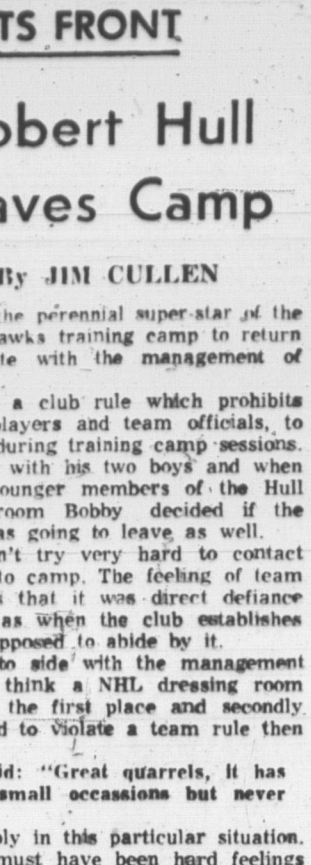 TS FRONT
obert Hull
aves Camp
By JIM CULLEN
he perennial super-star of the
awks training camp to return
te with the management of
a club rule which prohibits
layers and team officials, to
during training camp sessions.
with his two boys and when
ounger members of the Hull
room Bobby decided if the
as going to leave as well.
n't try very hard to contact
to camp. The feeling of team
s that it was direct defiance
as when the club establishes
pposed to abide by it.
to side with the management
think a NHL dressing room
the first place and secondly
d to violate a team rule then
id: "Great quarrels, It has
small occassions but never
ly in this particular situation.
must have been hard feelings